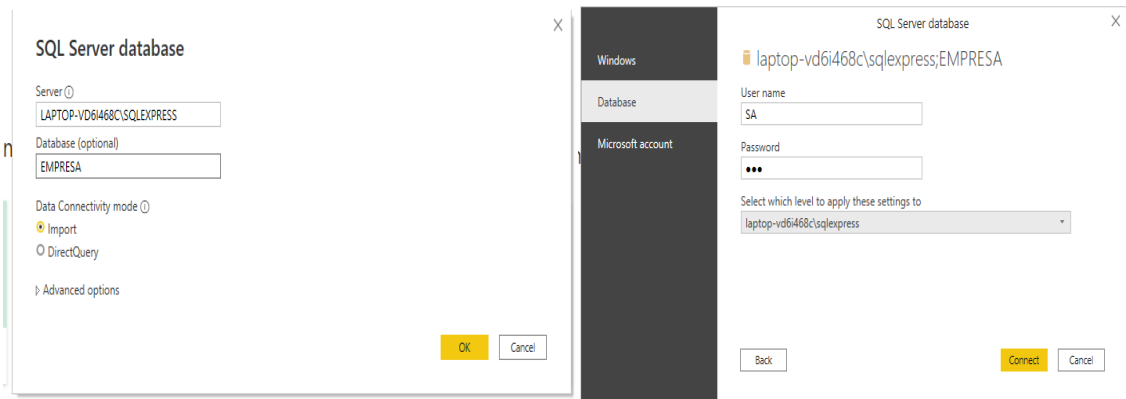 SQL Server database
Server
LAPTOP-VD6I468C\SQLEXPRESS
Database (optional)
EMPRESA
Data Connectivity mode
Import
DirectQuery
Advanced options
OK
Cancel
SQL Server database
Windows
Database
Microsoft account
laptop-vd6i468c\sqlexpress;EMPRESA
User name
SA
Password
•••
Select which level to apply these settings to
laptop-vd6i468c\sqlexpress
Back
Connect
Cancel